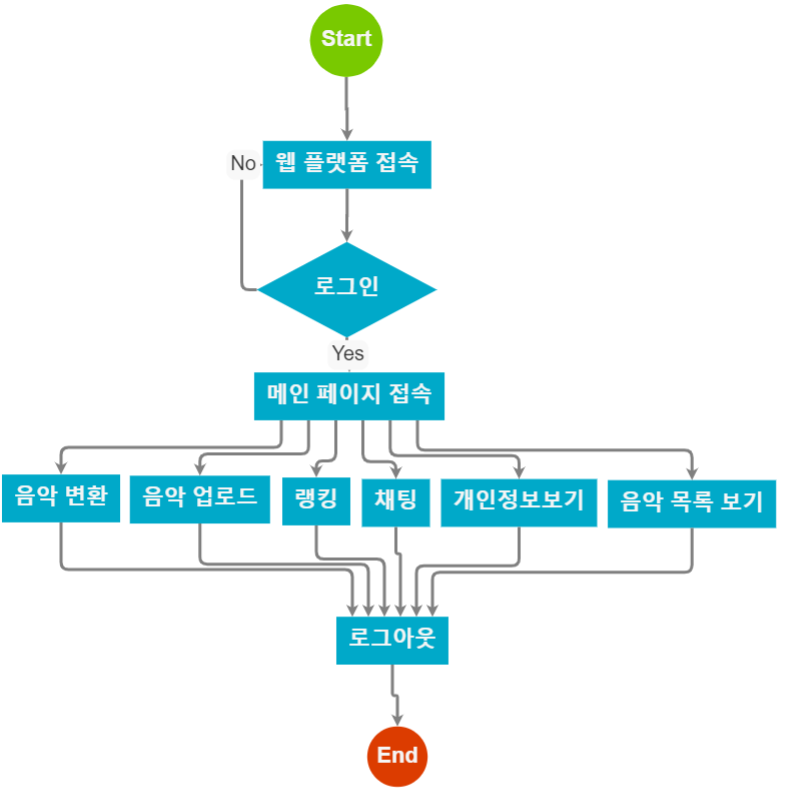 Start
웹 플랫폼 접속
No
로그인
Yes
메인 페이지 접속
음악 변환
음악 업로드
랭킹
채팅
개인정보보기
음악 목록 보기
로그아웃
End